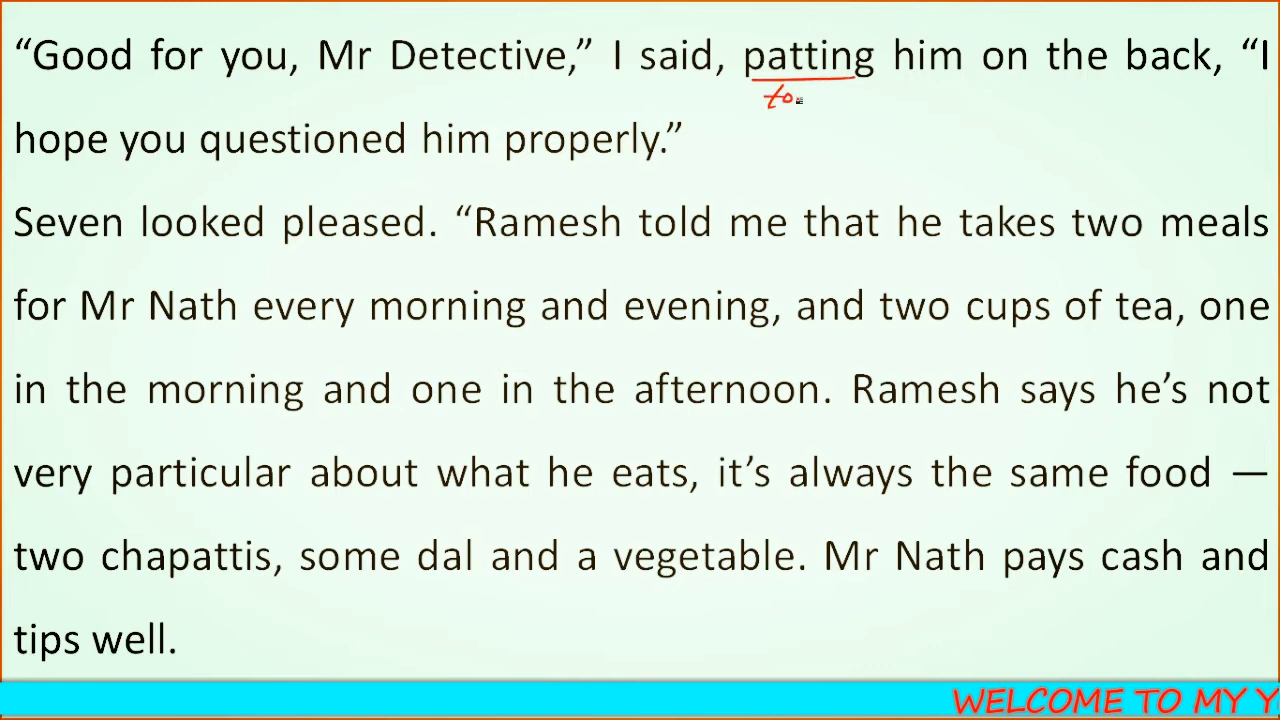 “Good for you, Mr Detective,” I said, patting him on the back, “I
to
hope you questioned him properly.”
Seven looked pleased. “Ramesh told me that he takes two meals
for Mr Nath every morning and evening, and two cups of tea, one
in the morning and one in the afternoon. Ramesh says he’s not
very particular about what he eats, it’s always the same food —
two chapattis, some dal and a vegetable. Mr Nath pays cash and
tips well.
WELCOME TO MY Y